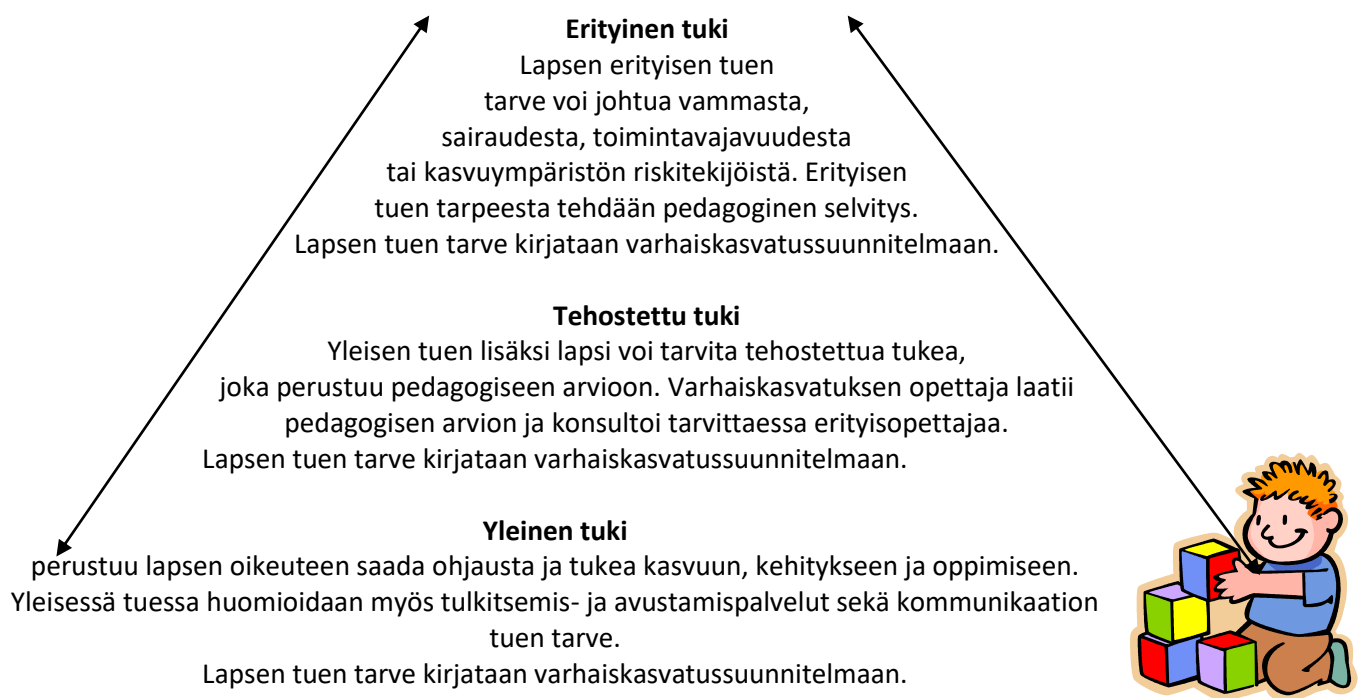 Erityinen tuki
Lapsen erityisen tuen
tarve voi johtua vammasta,
sairaudesta, toimintavajavuudesta
tai kasvuympäristön riskitekijöistä. Erityisen
tuen tarpeesta tehdään pedagoginen selvitys.
Lapsen tuen tarve kirjataan varhaiskasvatussuunnitelmaan.
Tehostettu tuki
Yleisen tuen lisäksi lapsi voi tarvita tehostettua tukea,
joka perustuu pedagogiseen arvioon. Varhaiskasvatuksen opettaja laatii
pedagogisen arvion ja konsultoi tarvittaessa erityisopettajaa.
Lapsen tuen tarve kirjataan varhaiskasvatussuunnitelmaan.
Yleinen tuki
perustuu lapsen oikeuteen saada ohjausta ja tukea kasvuun, kehitykseen ja oppimiseen.
Yleisessä tuessa huomioidaan myös tulkitsemis- ja avustamispalvelut sekä kommunikaation
tuen tarve.
Lapsen tuen tarve kirjataan varhaiskasvatussuunnitelmaan.